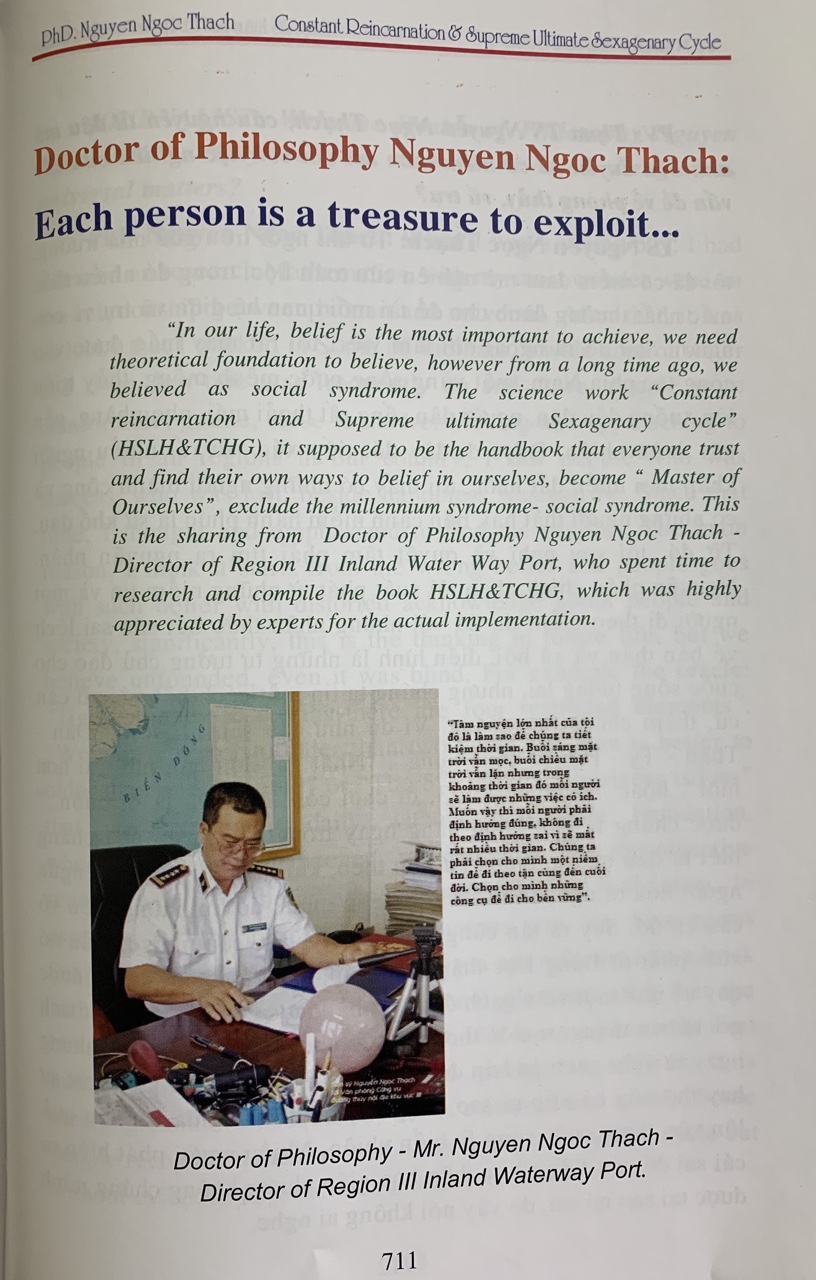 PhD. Nguyen Ngoc Thach Constant Reincarnation & Supreme Ultimate Sexagenary Cycle
Doctor of Philosophy Nguyen Ngoc Thach:
Each person is a treasure to exploit...
“In our life, belief is the most important to achieve, we need
theoretical foundation to believe, however from a long time ago, we
believed as social syndrome. The science work “Constant
reincarnation and Supreme ultimate Sexagenary cycle”
(HSLH&TCHG), it supposed to be the handbook that everyone trust
and find their own ways to belief in ourselves, become “ Master of
Ourselves”, exclude the millennium syndrome- social syndrome. This
is the sharing from Doctor of Philosophy Nguyen Ngoc Thach -
Director of Region III Inland Water Way Port, who spent time to
research and compile the book HSLH&TCHG, which was highly
appreciated by experts for the actual implementation.
BIỂN ĐÔNG
“Tâm nguyện lớn nhất của tôi
đó là làm sao để chúng ta tiết
kiệm thời gian. Buổi sáng mặt
trời vẫn mọc, buổi chiều mặt
trời vẫn lặn nhưng trong
khoảng thời gian đó mỗi người
sẽ làm được những việc có ích.
Muốn vậy thì mỗi người phải
định hướng đúng, không đi
theo định hướng sai vì sẽ mất
rất nhiều thời gian. Chúng ta
phải chọn cho mình một niềm
tin để đi theo tận cùng đến cuối
đời. Chọn cho mình những
công cụ để đi cho bền vững”.
sỹ Nguyễn Ngọc Thạch
tại Văn phòng Cảng vụ
đường thủy nội địa khu vực III
Doctor of Philosophy - Mr. Nguyen Ngoc Thach -
Director of Region III Inland Waterway Port.
711